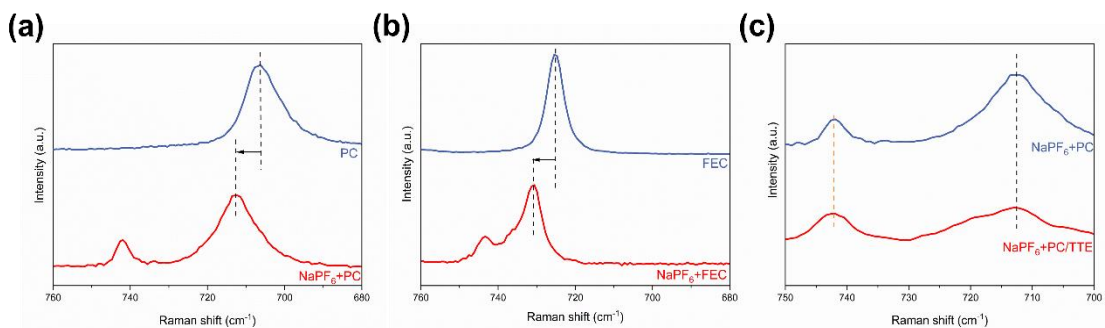 (a)
Intensity (a.u.)
PC
NaPF₆+PC
760 740 720 700 680
Raman shift (cm⁻¹)
(b)
Intensity (a.u.)
FEC
NaPF₆+FEC
760 740 720 700 680
Raman shift (cm⁻¹)
(c)
Intensity (a.u.)
NaPF₆+PC
NaPF₆+PC/TTE
750 740 730 720 710 700
Raman shift (cm⁻¹)